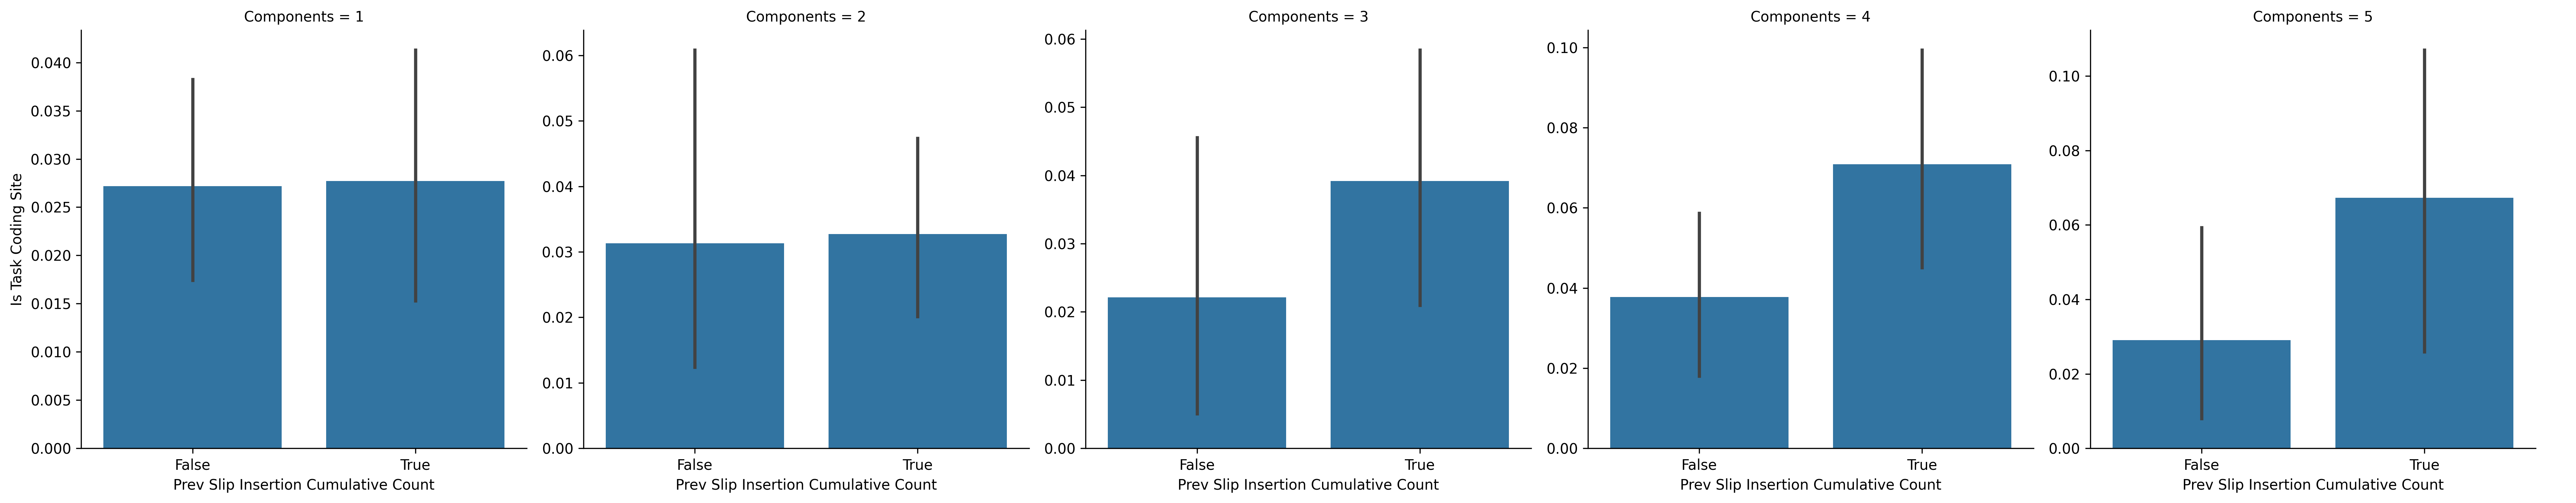 Components = 1
Is Task Coding Site
0.040
0.035
0.030
0.025
0.020
0.015
0.010
0.005
0.000
False True
Prev Slip Insertion Cumulative Count
Components = 2
0.06
0.05
0.04
0.03
0.02
0.01
0.00
False True
Prev Slip Insertion Cumulative Count
Components = 3
0.06
0.05
0.04
0.03
0.02
0.01
0.00
False True
Prev Slip Insertion Cumulative Count
Components = 4
0.10
0.08
0.06
0.04
0.02
0.00
False True
Prev Slip Insertion Cumulative Count
Components = 5
0.10
0.08
0.06
0.04
0.02
0.00
False True
Prev Slip Insertion Cumulative Count